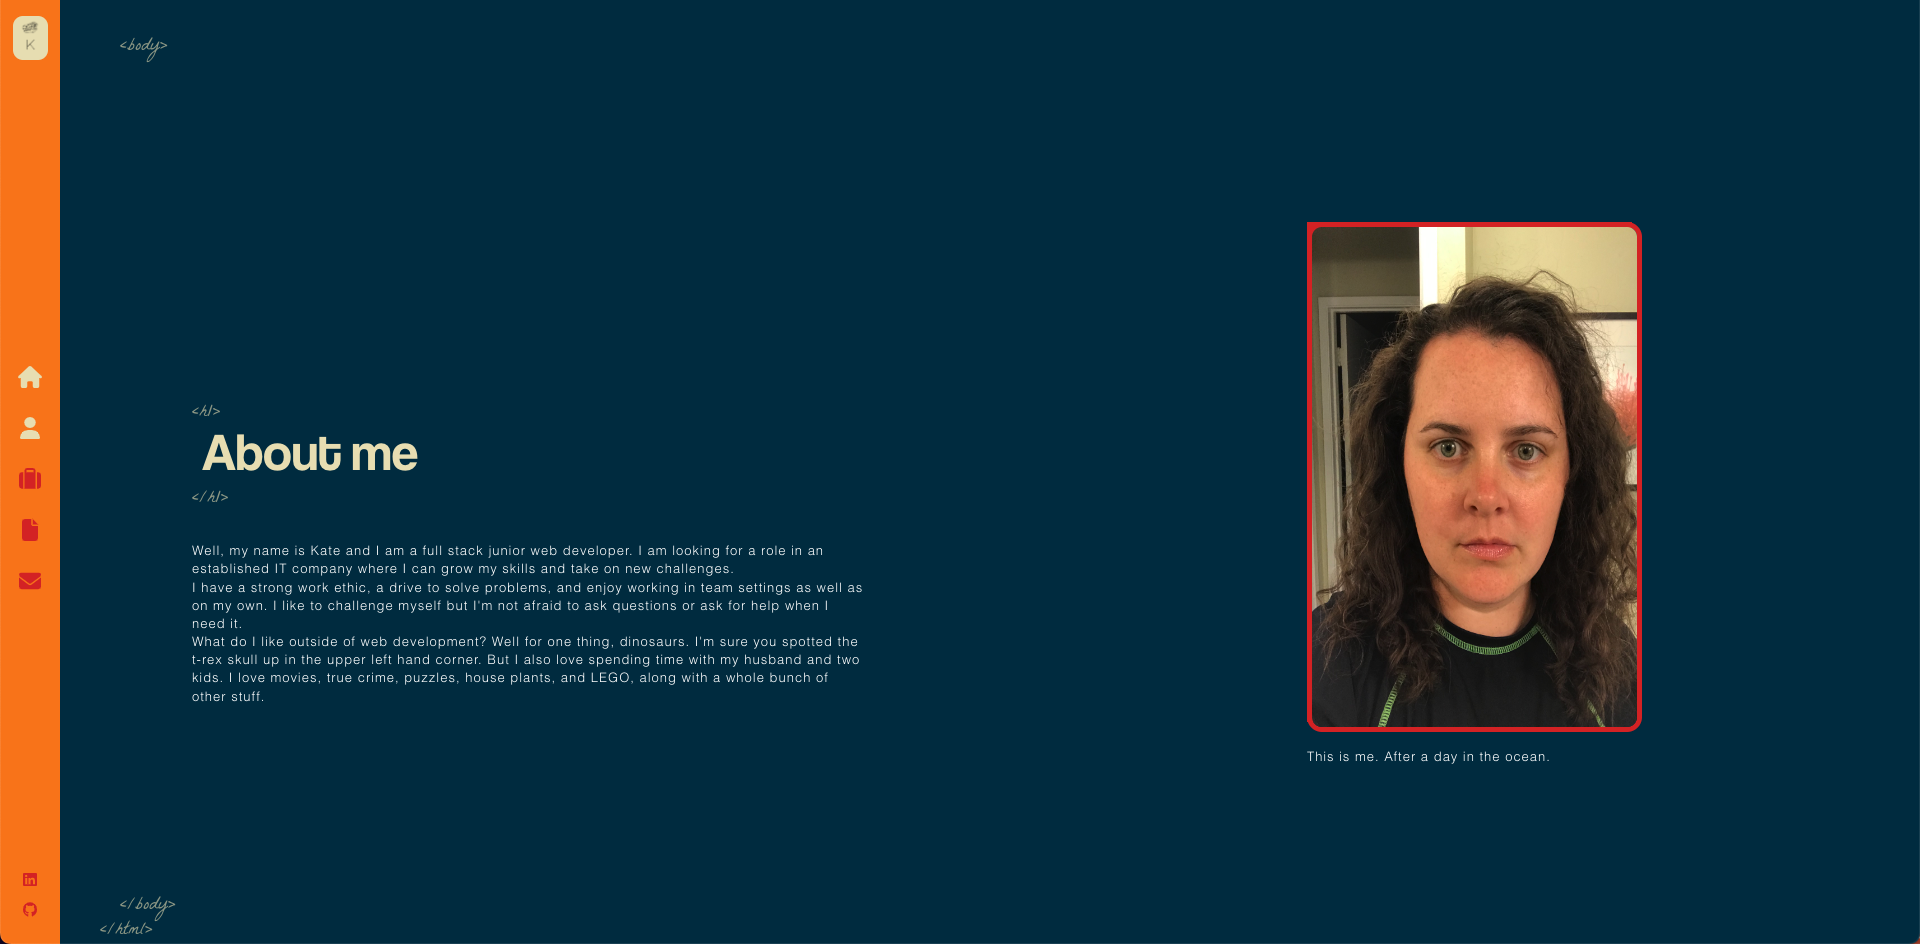 K
<body>
<h1>
About me
</h1>
Well, my name is Kate and I am a full stack junior web developer. I am looking for a role in an
established IT company where I can grow my skills and take on new challenges.
I have a strong work ethic, a drive to solve problems, and enjoy working in team settings as well as
on my own. I like to challenge myself but I'm not afraid to ask questions or ask for help when I
need it.
What do I like outside of web development? Well for one thing, dinosaurs. I'm sure you spotted the
t-rex skull up in the upper left hand corner. But I also love spending time with my husband and two
kids. I love movies, true crime, puzzles, house plants, and LEGO, along with a whole bunch of
other stuff.
This is me. After a day in the ocean.
in
</body>
</html>